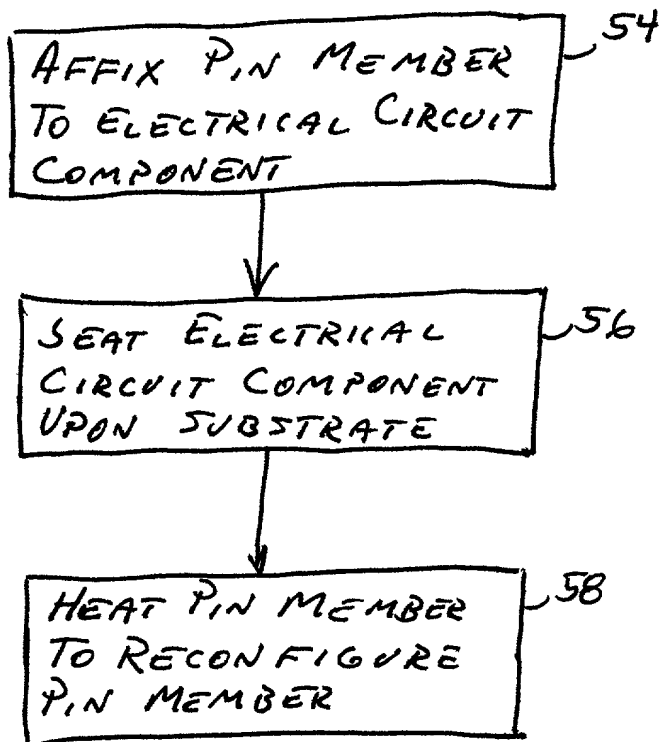 54
AFFIX PIN MEMBER
TO ELECTRICAL CIRCUIT
COMPONENT
56
SEAT ELECTRICAL
CIRCUIT COMPONENT
UPON SUBSTRATE
58
HEAT PIN MEMBER
TO RECONFIGURE
PIN MEMBER